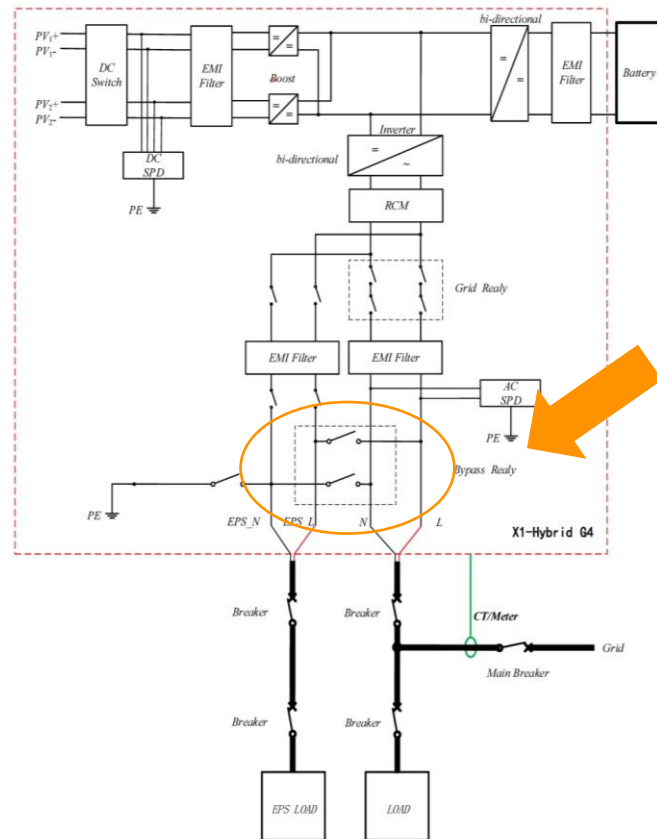 bi-directional
PV₁+
PV₁-
DC
Switch
EMI
Filter
=
=
Boost
=
=
EMI
Filter
Battery
PV₂+
PV₂-
=
=
Inverter
DC
SPD
bi-directional
=
~
PE
RCM
Grid Realy
EMI Filter
EMI Filter
AC
SPD
PE
Bypass Realy
PE
EPS_N
EPS_L
N
L
X1-Hybrid G4
Breaker
Breaker
CT/Meter
Grid
Main Breaker
Breaker
Breaker
EPS LOAD
LOAD